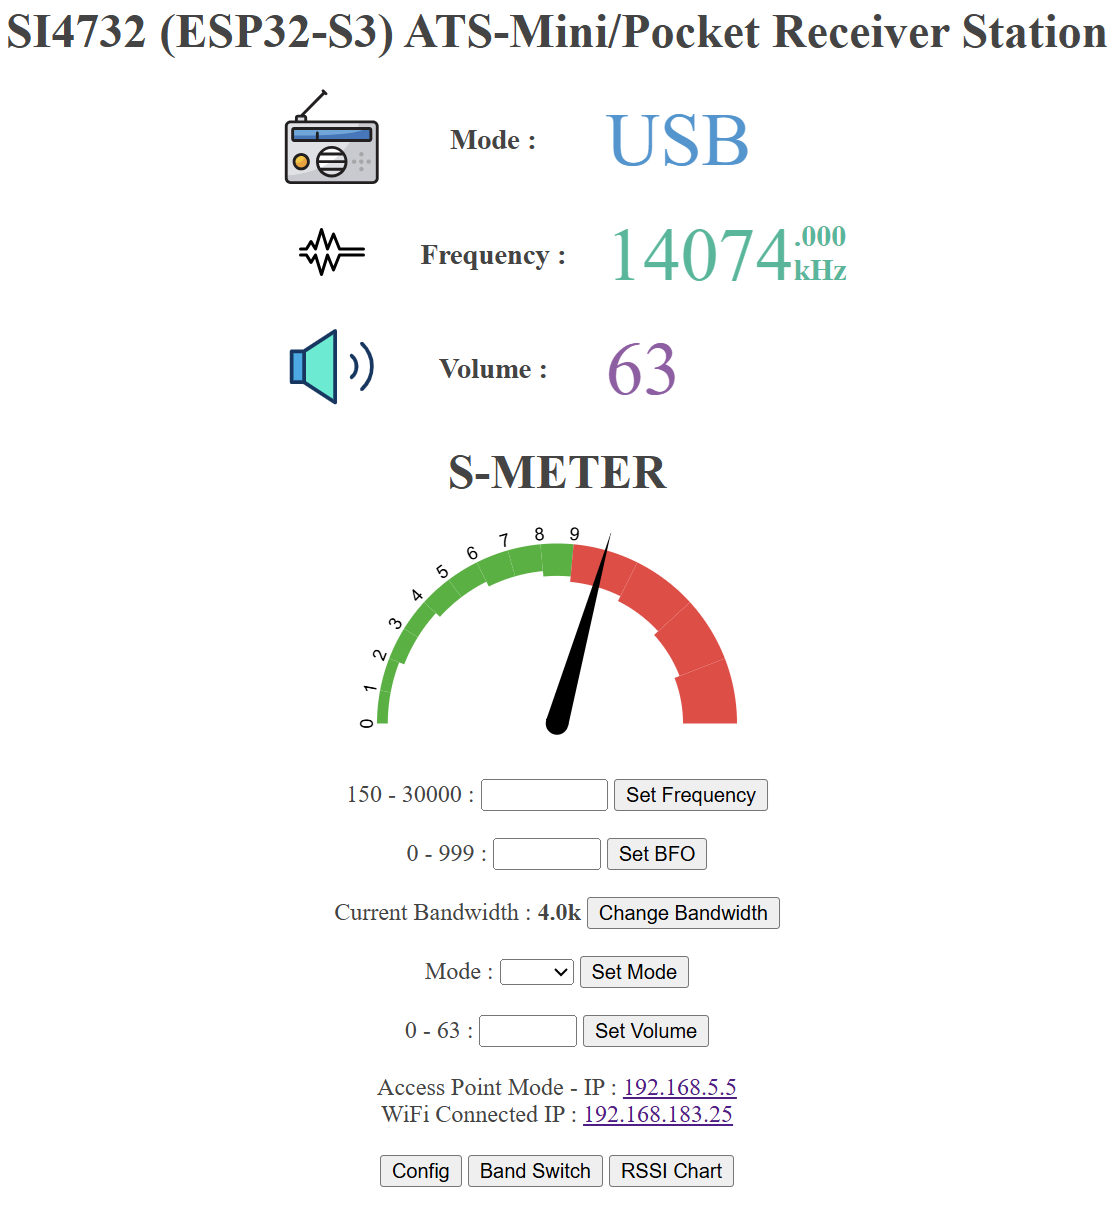 SI4732 (ESP32-S3) ATS-Mini/Pocket Receiver Station
Mode : USB
Frequency : 14074.000 kHz
Volume : 63
S-METER
0 1 2 3 4 5 6 7 8 9
150 - 30000 : Set Frequency
0 - 999 : Set BFO
Current Bandwidth : 4.0k Change Bandwidth
Mode : Set Mode
0 - 63 : Set Volume
Access Point Mode - IP : 192.168.5.5
WiFi Connected IP : 192.168.183.25
Config Band Switch RSSI Chart